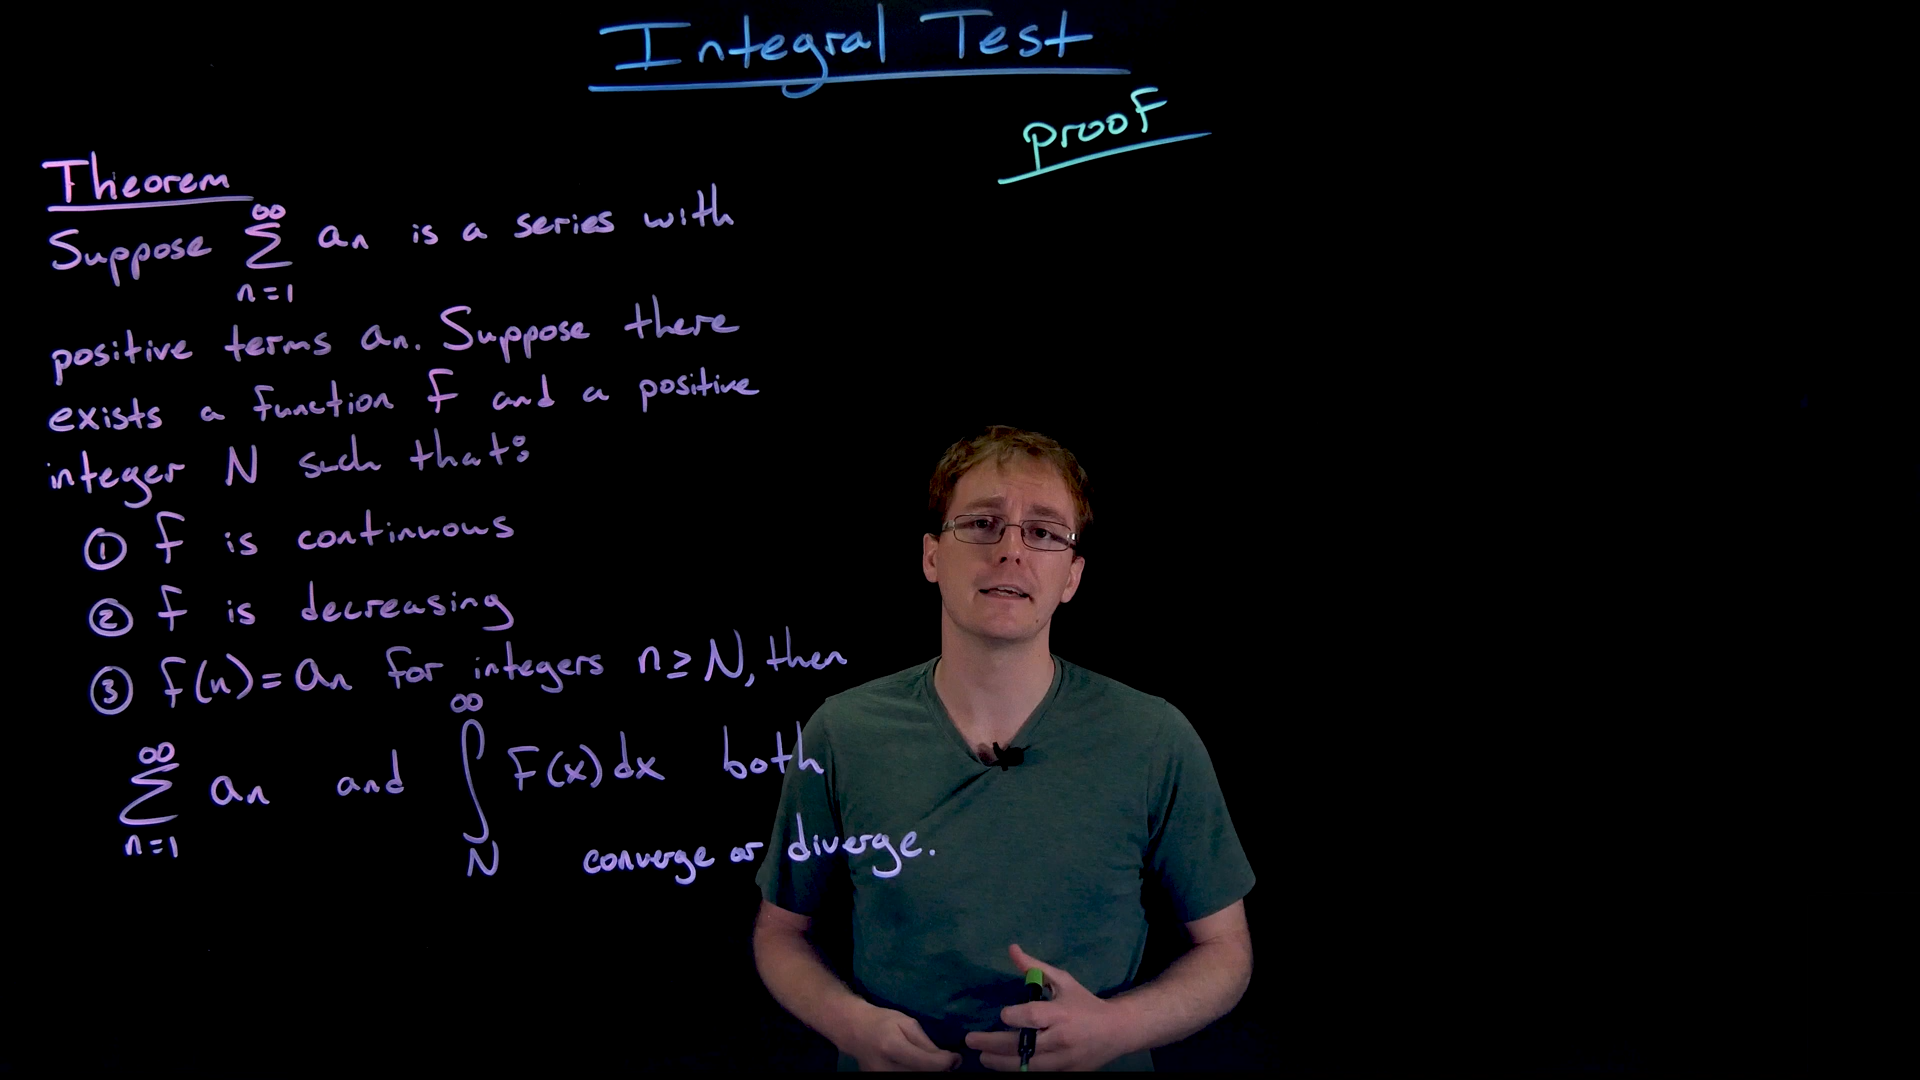 Integral Test
proof
Theorem
Suppose ∞∑n=1 an is a series with
positive terms an. Suppose there
exists a function f and a positive
integer N such that:
① f is continuous
② f is decreasing
③ f(n) = an for integers n ≥ N, then
∞∑n=1 an and ∞∫N f(x)dx both
converge or diverge.